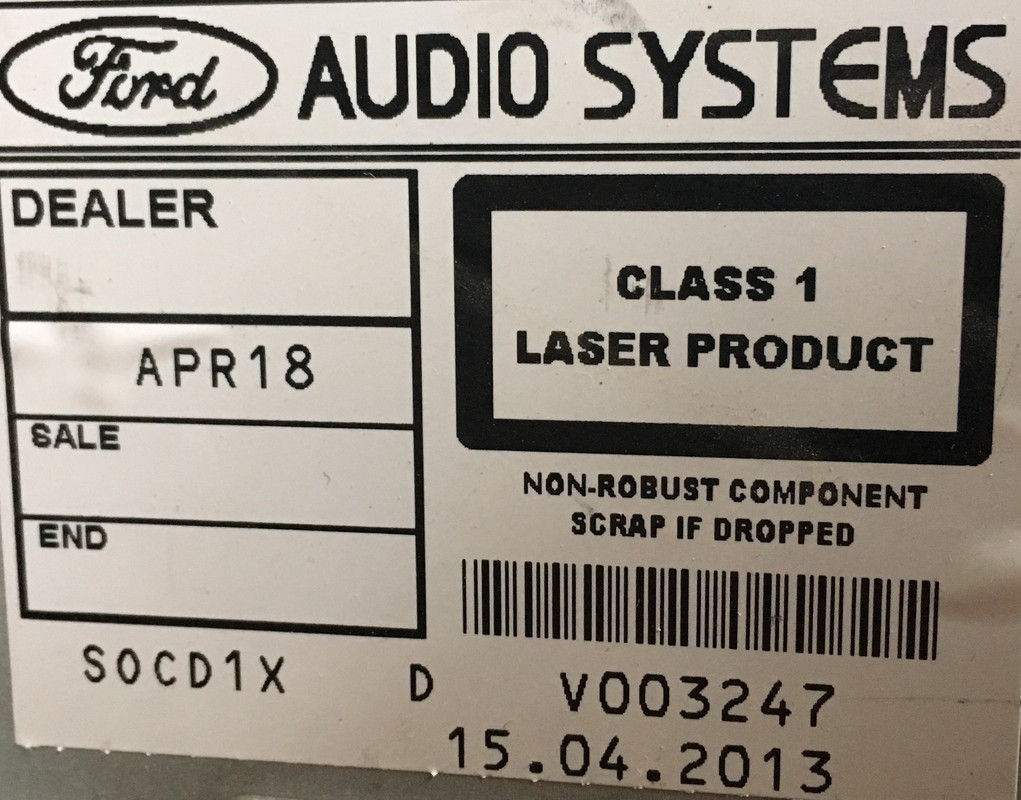 Ford AUDIO SYSTEMS
DEALER
APR18
SALE
END
CLASS 1
LASER PRODUCT
NON-ROBUST COMPONENT
SCRAP IF DROPPED
SOCD1X D V003247
15.04.2013